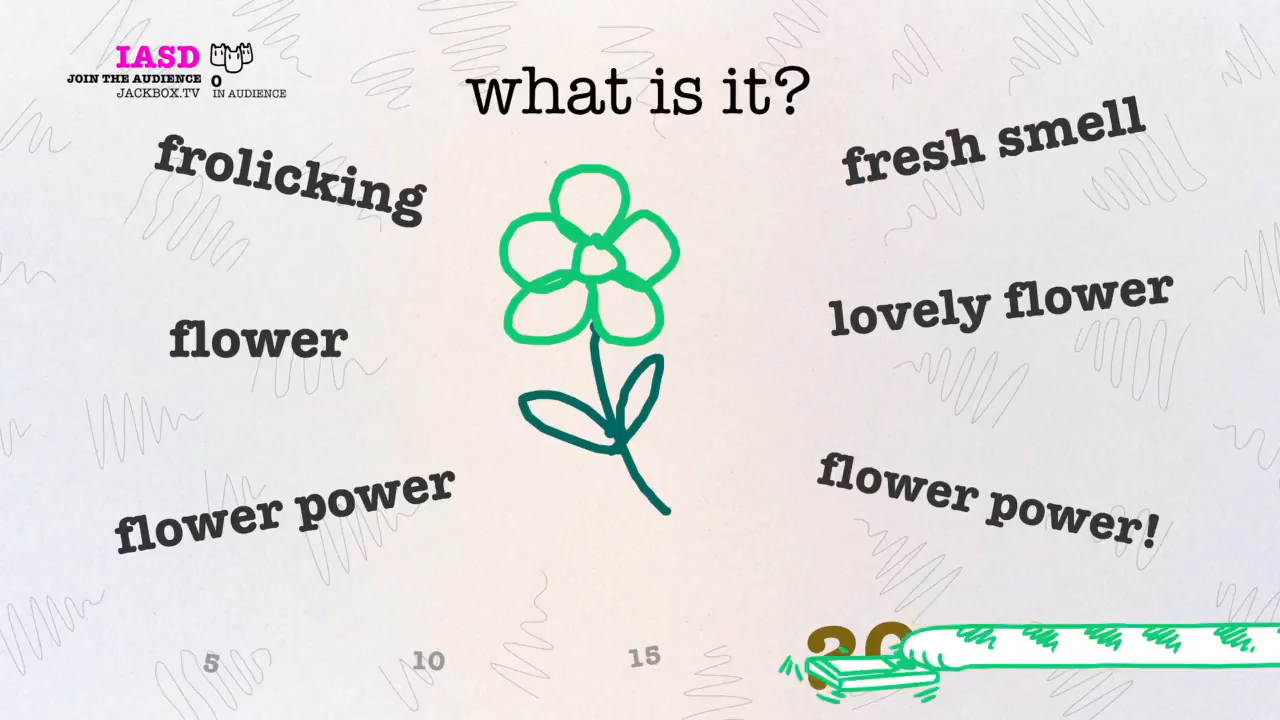 IASD
JOIN THE AUDIENCE
JACKBOX.TV
0
IN AUDIENCE
what is it?
frolicking
fresh smell
flower
lovely flower
flower power
flower power!
5
10
15